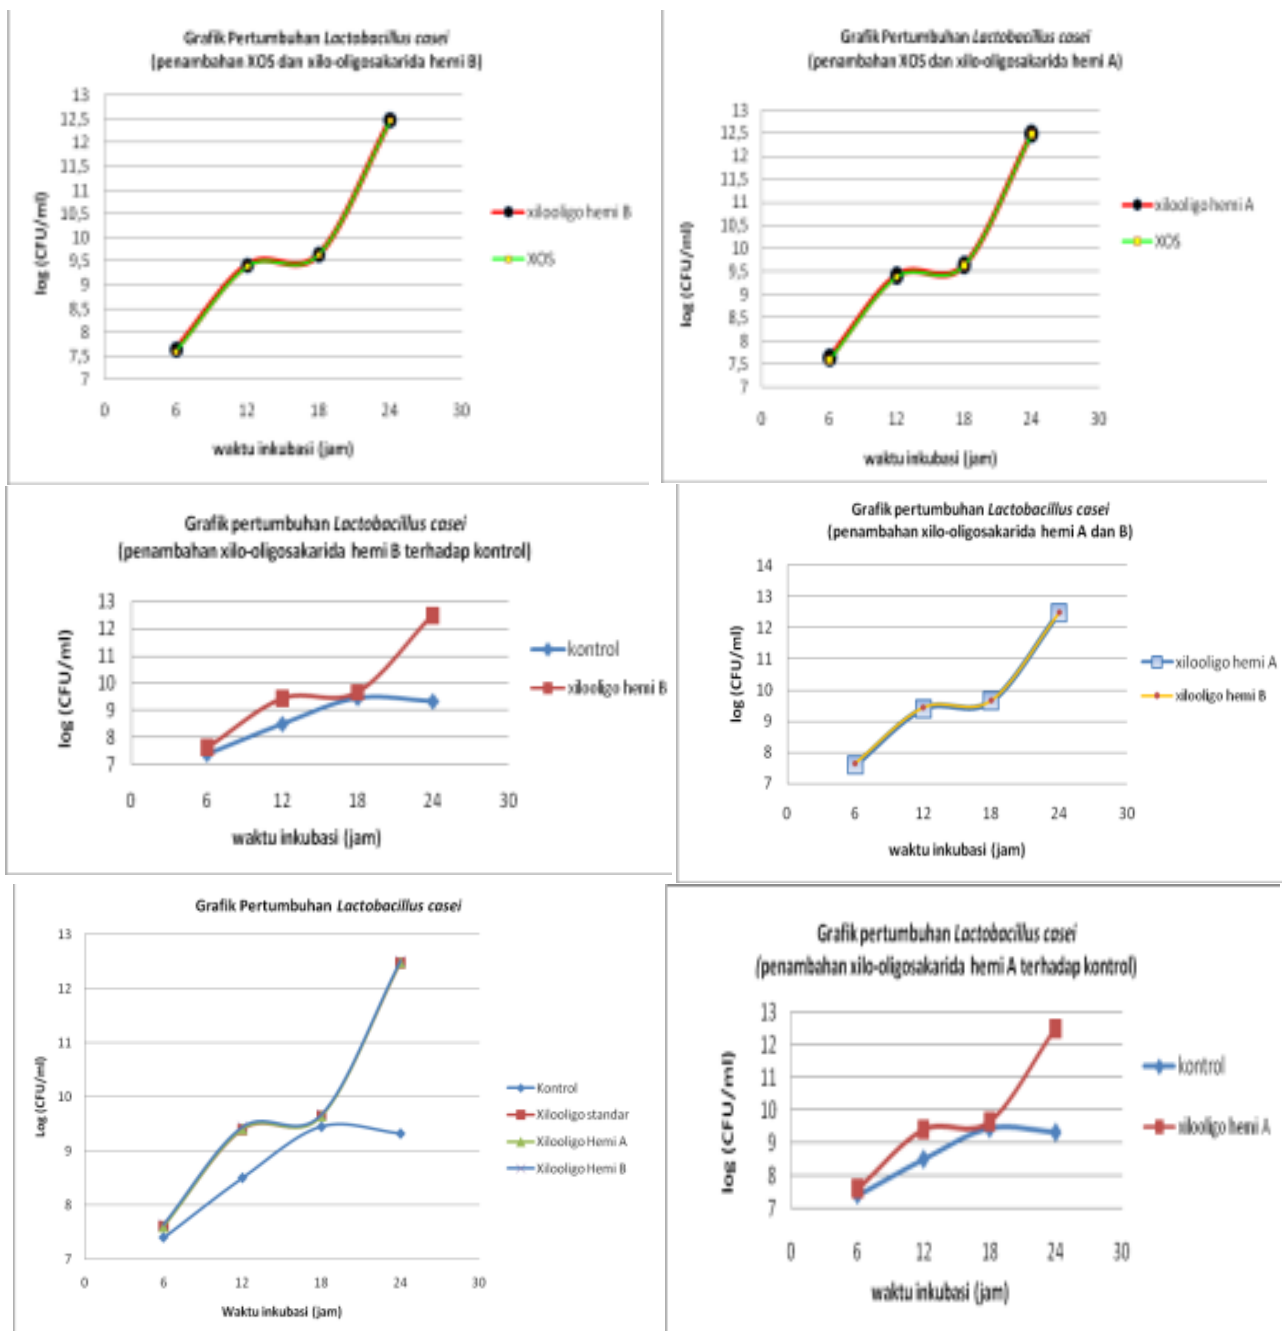 Grafik Pertumbuhan Lactobacillus casei
(penambahan XOS dan xilo-oligosakarida hemi B)
13
12,5
12
11,5
11
10,5
10
9,5
9
8,5
8
7,5
7
log (CFU/ml)
0 6 12 18 24 30
waktu inkubasi (jam)
xilooligo hemi B
XOS
Grafik Pertumbuhan Lactobacillus casei
(penambahan XOS dan xilo-oligosakarida hemi A)
13
12,5
12
11,5
11
10,5
10
9,5
9
8,5
8
7,5
7
log (CFU/ml)
0 6 12 18 24 30
waktu inkubasi (jam)
xilooligo hemi A
XOS
Grafik pertumbuhan Lactobacillus casei
(penambahan xilo-oligosakarida hemi B terhadap kontrol)
13
12
11
10
9
8
7
log (CFU/ml)
0 6 12 18 24 30
waktu inkubasi (jam)
kontrol
xilooligo hemi B
Grafik pertumbuhan Lactobacillus casei
(penambahan xilo-oligosakarida hemi A dan B)
14
13
12
11
10
9
8
7
log (CFU/ml)
0 6 12 18 24 30
waktu inkubasi (jam)
xilooligo hemi A
xilooligo hemi B
Grafik Pertumbuhan Lactobacillus casei
13
12
11
10
9
8
7
Log (CFU/ml)
0 6 12 18 24 30
Waktu inkubasi (jam)
Kontrol
Xilooligo standar
Xilooligo Hemi A
Xilooligo Hemi B
Grafik pertumbuhan Lactobacillus casei
(penambahan xilo-oligosakarida hemi A terhadap kontrol)
13
12
11
10
9
8
7
log (CFU/ml)
0 6 12 18 24 30
waktu inkubasi (jam)
kontrol
xilooligo hemi A